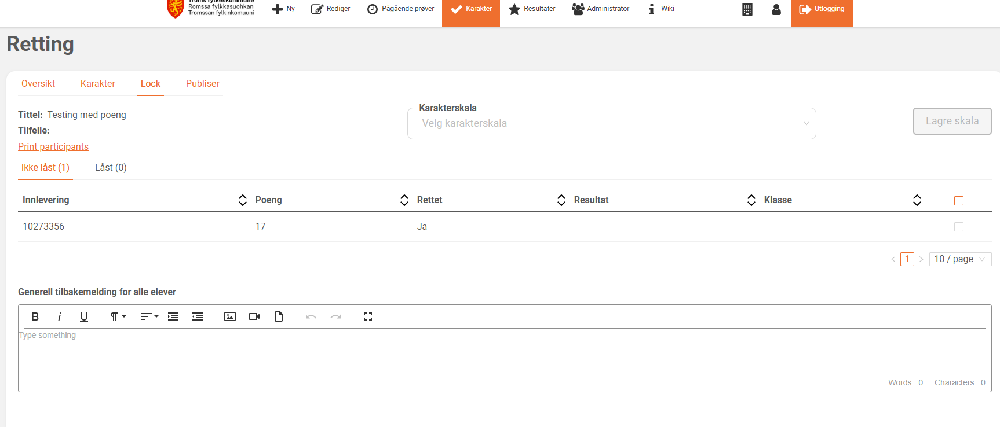 Troms fylkeskommune
Romssa fylkkasuohkan
Tromssan fylkinkomuuni
Ny
Rediger
Pågående prøver
Karakter
Resultater
Administrator
Wiki
Utlogging
Retting
Oversikt
Karakter
Lock
Publiser
Tittel: Testing med poeng
Tilfelle:
Print participants
Karakterskala
Velg karakterskala
Lagre skala
Ikke låst (1)
Låst (0)
Innlevering
Poeng
Rettet
Resultat
Klasse
10273356
17
Ja
1
10 / page
Generell tilbakemelding for alle elever
Type something
Words : 0
Characters : 0